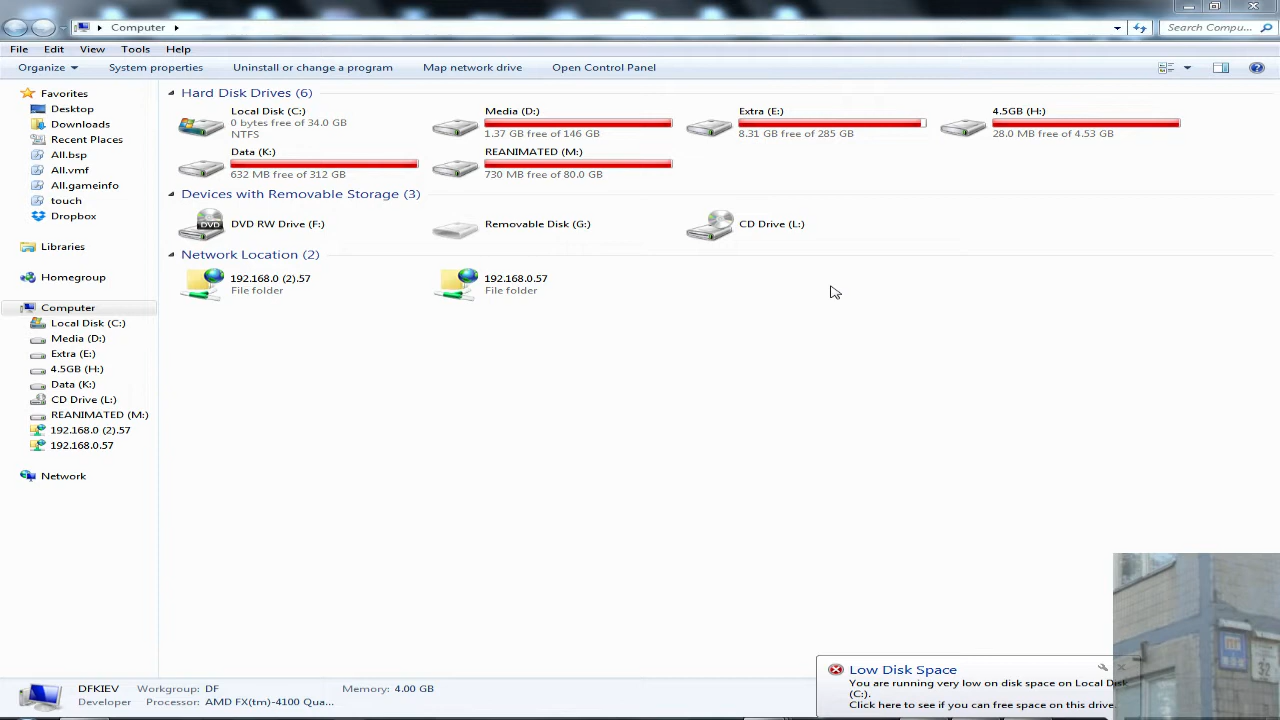 Computer
Search Compu...
File Edit View Tools Help
Organize System properties Uninstall or change a program Map network drive Open Control Panel
Favorites
Desktop
Downloads
Recent Places
All.bsp
All.vmf
All.gameinfo
touch
Dropbox
Libraries
Homegroup
Computer
Local Disk (C:)
Media (D:)
Extra (E:)
4.5GB (H:)
Data (K:)
CD Drive (L:)
REANIMATED (M:)
192.168.0 (2).57
192.168.0.57
Network
Hard Disk Drives (6)
Local Disk (C:)
0 bytes free of 34.0 GB
NTFS
Media (D:)
1.37 GB free of 146 GB
Extra (E:)
8.31 GB free of 285 GB
4.5GB (H:)
28.0 MB free of 4.53 GB
Data (K:)
632 MB free of 312 GB
REANIMATED (M:)
730 MB free of 80.0 GB
Devices with Removable Storage (3)
DVD
DVD RW Drive (F:)
Removable Disk (G:)
CD Drive (L:)
Network Location (2)
192.168.0 (2).57
File folder
192.168.0.57
File folder
DFKIEV Workgroup: DF Memory: 4.00 GB
Developer Processor: AMD FX(tm)-4100 Qua...
Low Disk Space
You are running very low on disk space on Local Disk
(C:).
Click here to see if you can free space on this drive
32